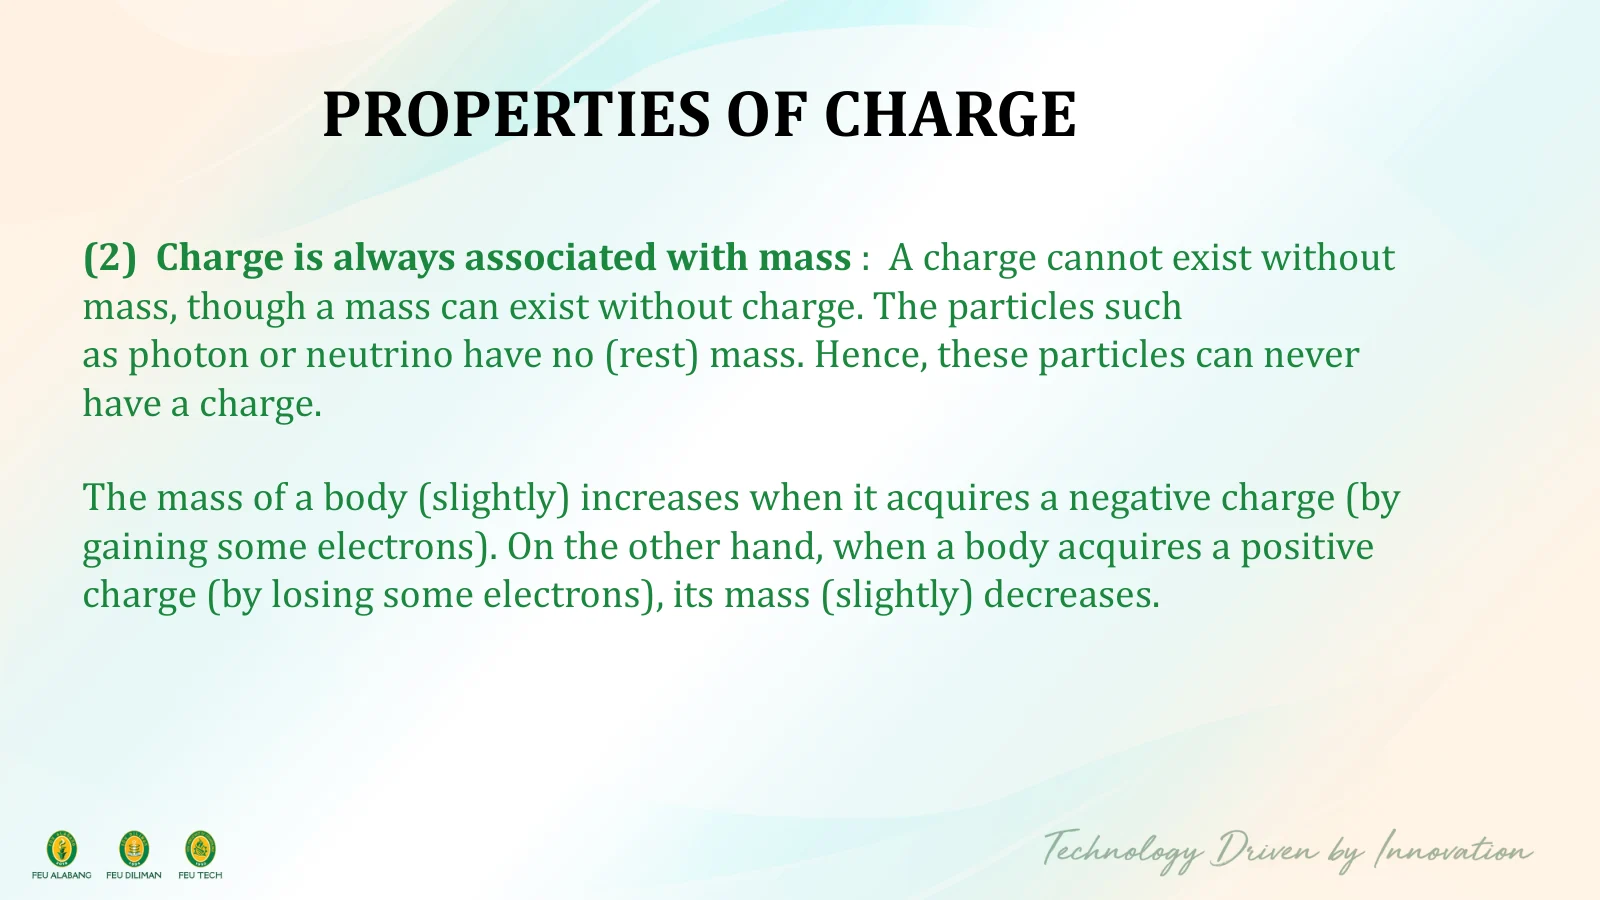 PROPERTIES OF CHARGE
(2) Charge is always associated with mass : A charge cannot exist without
mass, though a mass can exist without charge. The particles such
as photon or neutrino have no (rest) mass. Hence, these particles can never
have a charge.
The mass of a body (slightly) increases when it acquires a negative charge (by
gaining some electrons). On the other hand, when a body acquires a positive
charge (by losing some electrons), its mass (slightly) decreases.
FEU ALABANG FEU DILIMAN FEU TECH
Technology Driven by Innovation